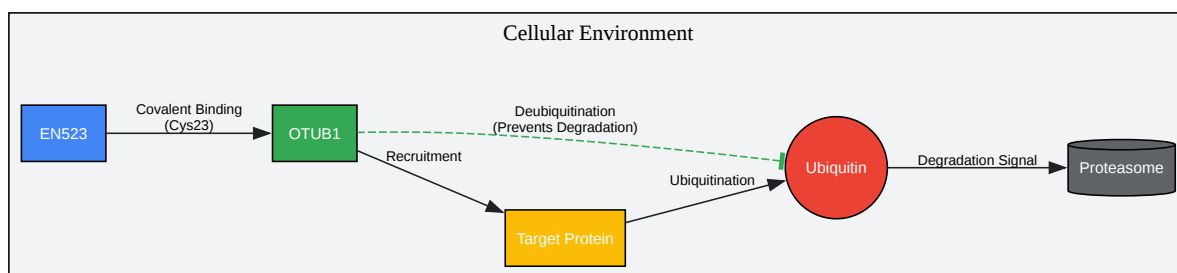 Cellular Environment
EN523
Covalent Binding
(Cys23)
OTUB1
Deubiquitination
(Prevents Degradation)
Recruitment
Target Protein
Ubiquitination
Ubiquitin
Degradation Signal
Proteasome